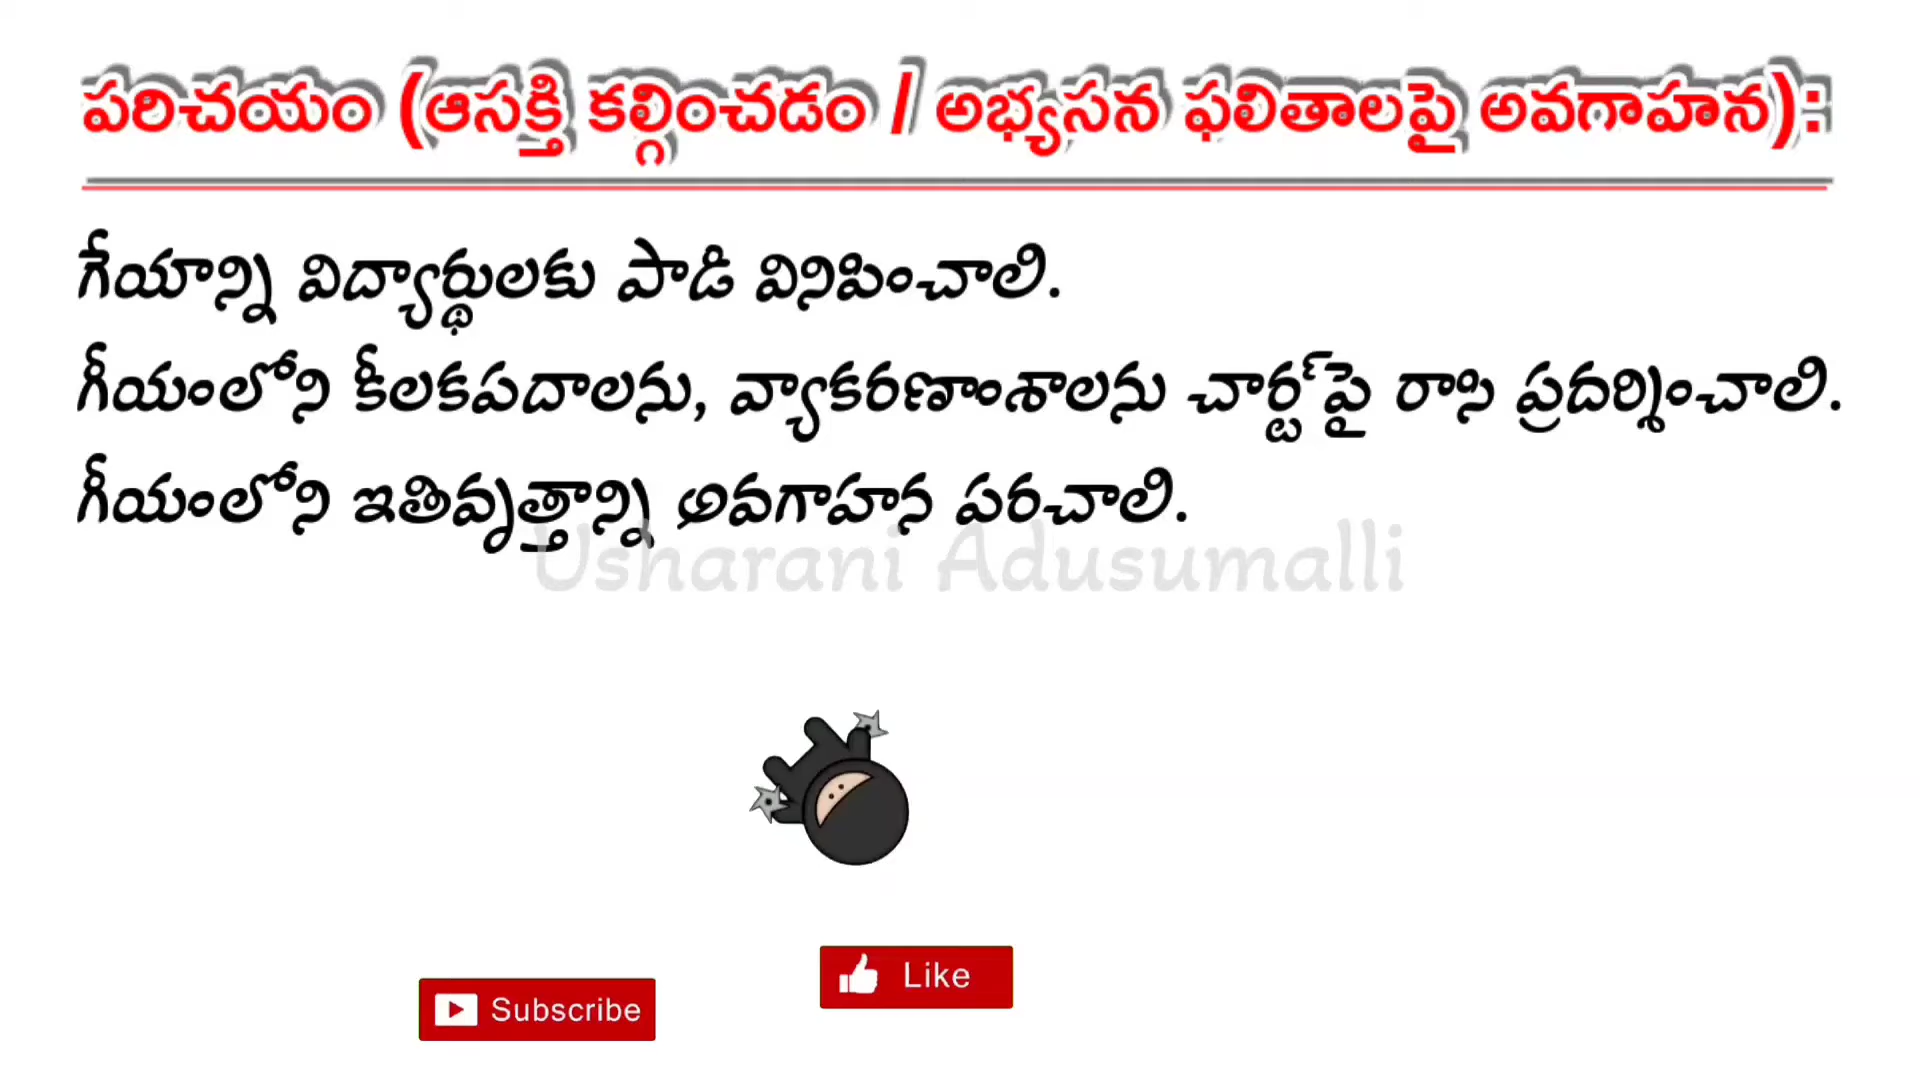 పరిచయం (ఆసక్తి కల్గించడం / అభ్యసన ఫలితాలపై అవగాహన):
గేయాన్ని విద్యార్థులకు పాడి వినిపించాలి.
గీయంలోని కీలకపదాలను, వ్యాకరణాంశాలను చార్ట్‌పై రాసి ప్రదర్శించాలి.
గీయంలోని ఇతివృత్తాన్ని అవగాహన పరచాలి.
Usharani Adusumalli
Like
Subscribe